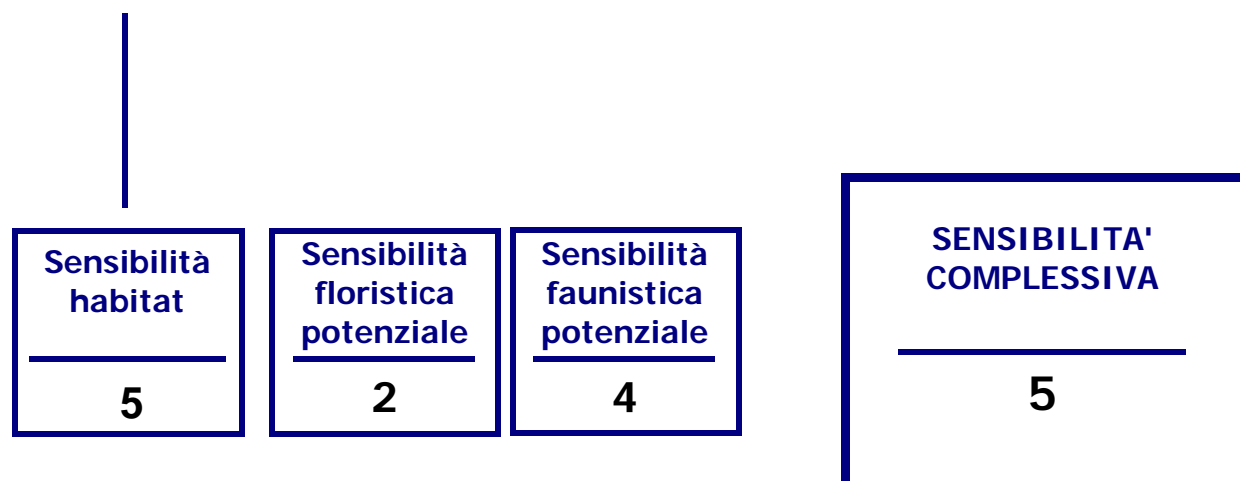 Sensibilità
habitat
5
Sensibilità
floristica
potenziale
2
Sensibilità
faunistica
potenziale
4
SENSIBILITA'
COMPLESSIVA
5